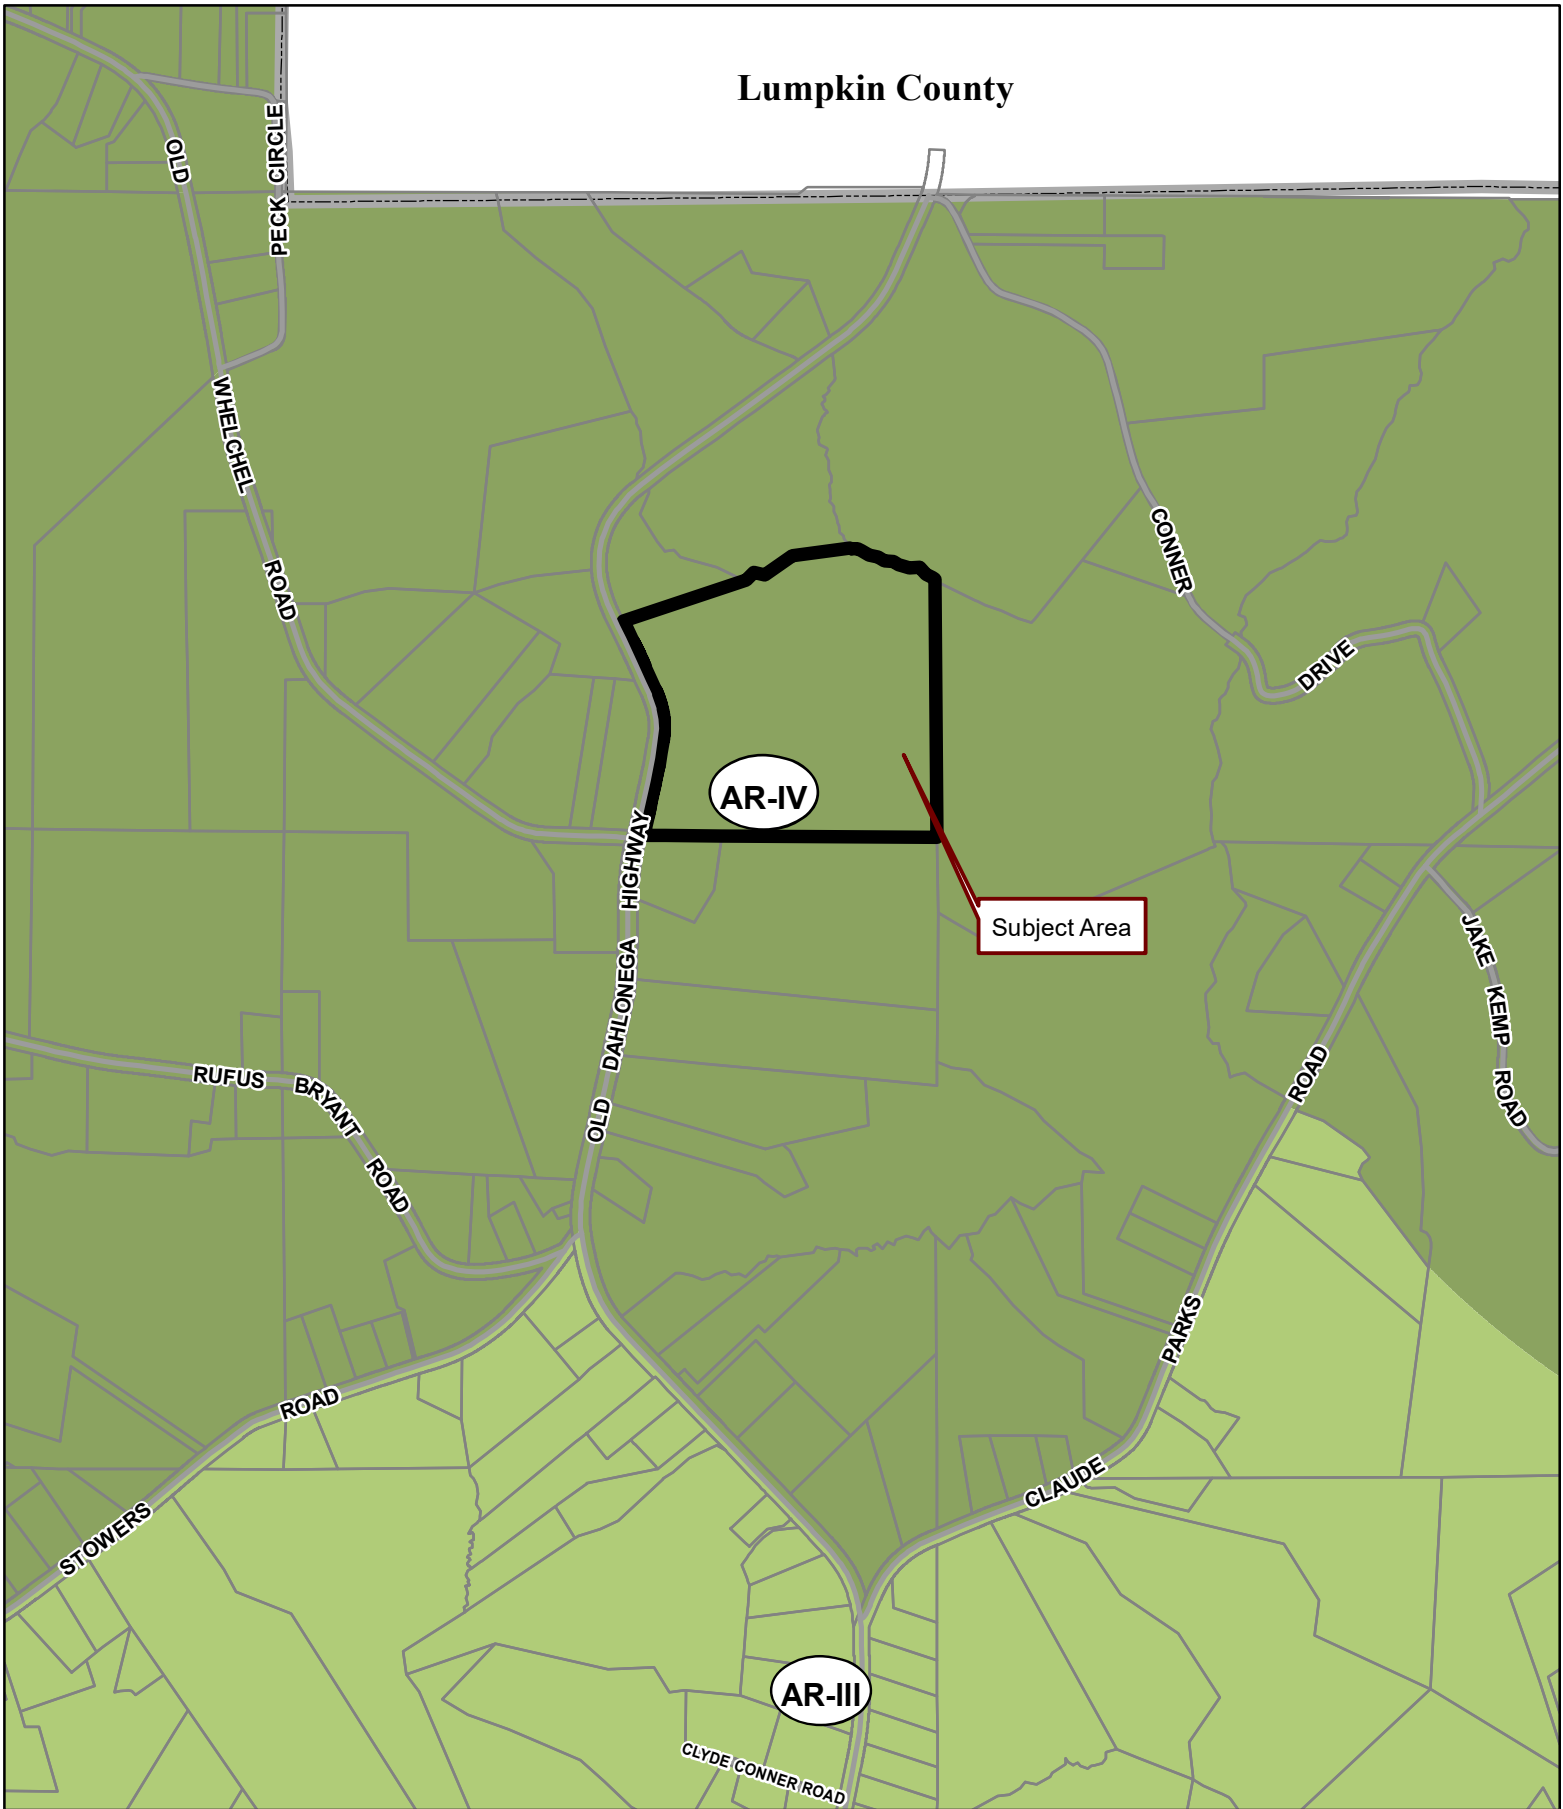 Lumpkin County
OLD
PECK CIRCLE
WHELCHEL
ROAD
CONNER
DRIVE
AR-IV
HIGHWAY
Subject Area
DAHLONEGA
OLD
JAKE
KEMP
ROAD
RUFUS
BRYANT
ROAD
ROAD
PARKS
CLAUDE
ROAD
STOWERS
AR-III
CLYDE CONNER ROAD